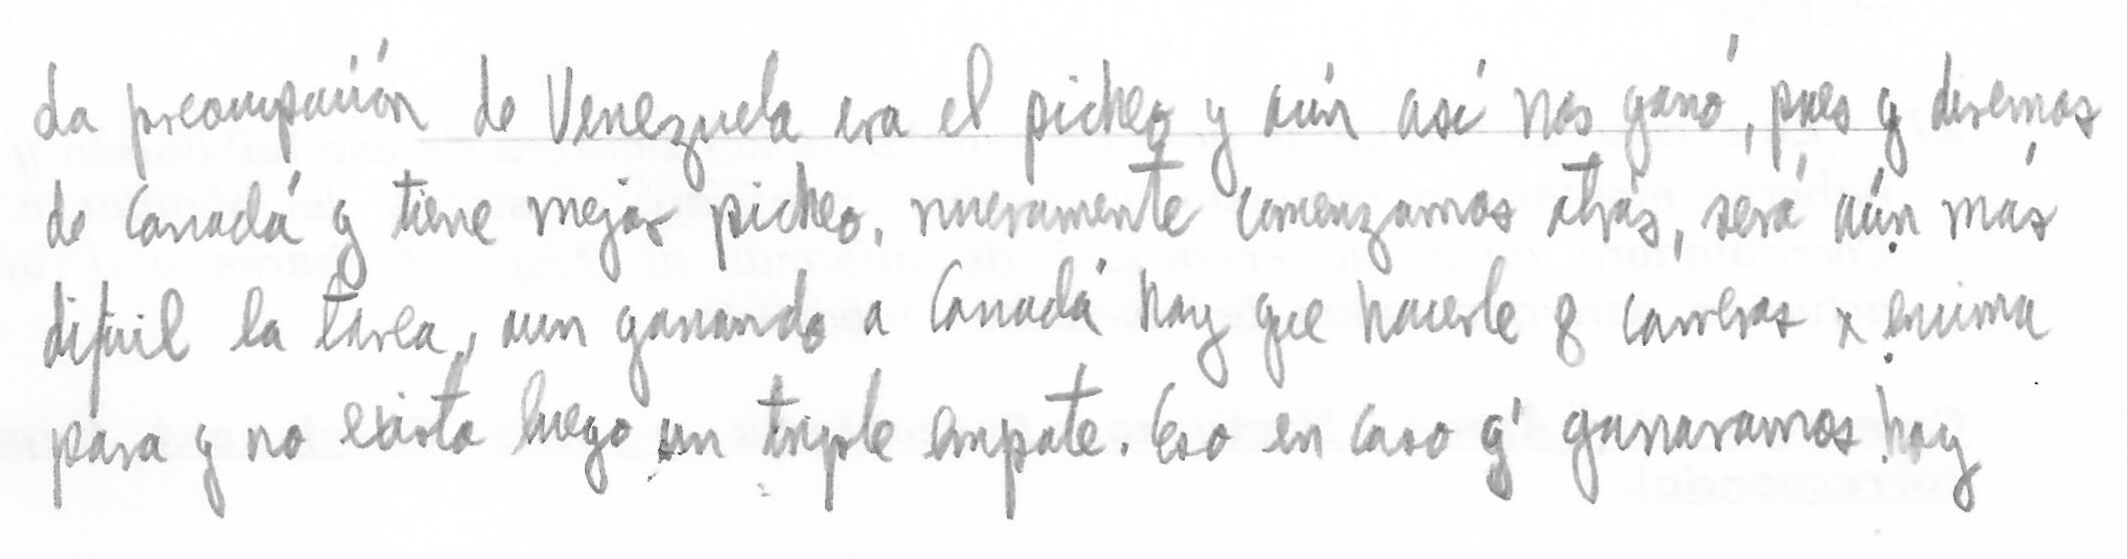 La preocupación de Venezuela era el picheo y aún así nos ganó, pues q diremos
de Canadá q tiene mejor picheo, nuevamente comenzamos atrás, será aún más
difícil la tarea, aun ganando a Canadá hay que hacerle 8 carreras x encima
para q no exista luego un triple empate. Eso en caso q' ganaramos hoy